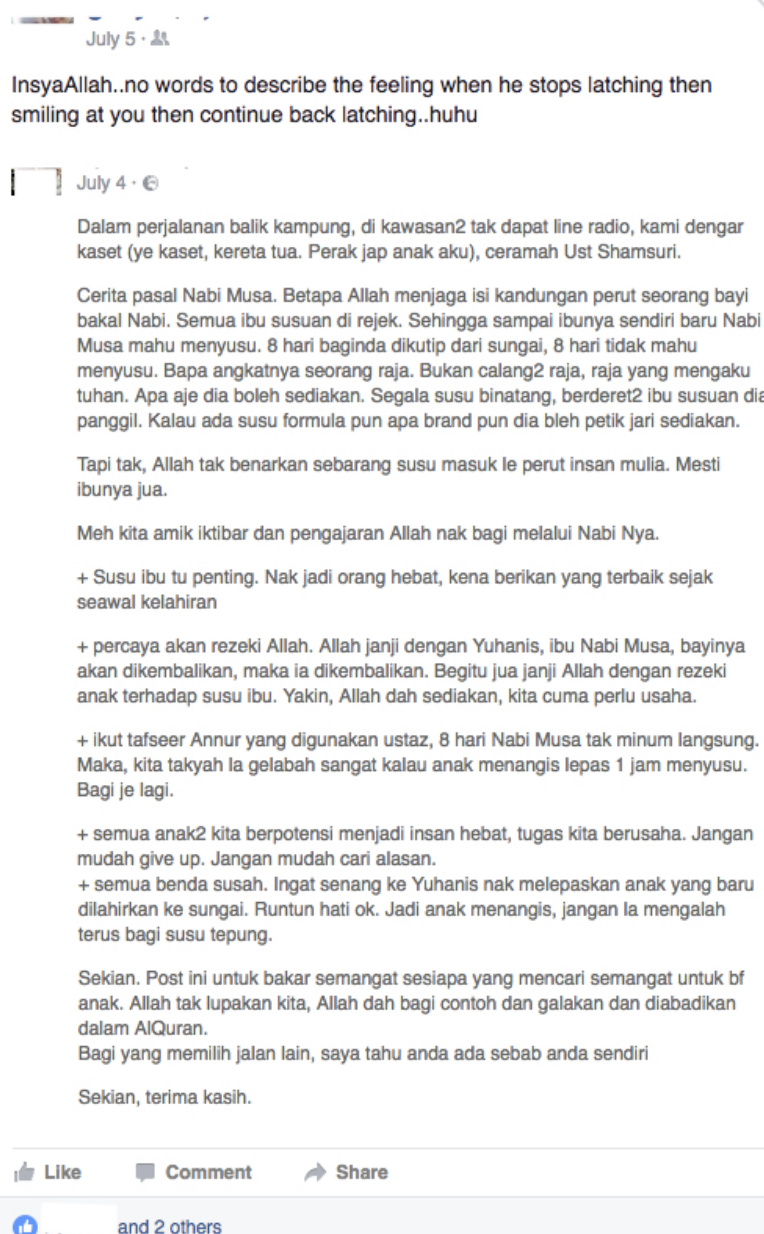 July 5 ·
InsyaAllah..no words to describe the feeling when he stops latching then
smiling at you then continue back latching..huhu
July 4 ·
Dalam perjalanan balik kampung, di kawasan2 tak dapat line radio, kami dengar
kaset (ye kaset, kereta tua. Perak jap anak aku), ceramah Ust Shamsuri.
Cerita pasal Nabi Musa. Betapa Allah menjaga isi kandungan perut seorang bayi
bakal Nabi. Semua ibu susuan di rejek. Sehingga sampai ibunya sendiri baru Nabi
Musa mahu menyusu. 8 hari baginda dikutip dari sungai, 8 hari tidak mahu
menyusu. Bapa angkatnya seorang raja. Bukan calang2 raja, raja yang mengaku
tuhan. Apa aje dia boleh sediakan. Segala susu binatang, berderet2 ibu susuan dia
panggil. Kalau ada susu formula pun apa brand pun dia bleh petik jari sediakan.
Tapi tak, Allah tak benarkan sebarang susu masuk le perut insan mulia. Mesti
ibunya jua.
Meh kita amik iktibar dan pengajaran Allah nak bagi melalui Nabi Nya.
+ Susu ibu tu penting. Nak jadi orang hebat, kena berikan yang terbaik sejak
seawal kelahiran
+ percaya akan rezeki Allah. Allah janji dengan Yuhanis, ibu Nabi Musa, bayinya
akan dikembalikan, maka ia dikembalikan. Begitu jua janji Allah dengan rezeki
anak terhadap susu ibu. Yakin, Allah dah sediakan, kita cuma perlu usaha.
+ ikut tafseer Annur yang digunakan ustaz, 8 hari Nabi Musa tak minum langsung.
Maka, kita takyah la gelabah sangat kalau anak menangis lepas 1 jam menyusu.
Bagi je lagi.
+ semua anak2 kita berpotensi menjadi insan hebat, tugas kita berusaha. Jangan
mudah give up. Jangan mudah cari alasan.
+ semua benda susah. Ingat senang ke Yuhanis nak melepaskan anak yang baru
dilahirkan ke sungai. Runtun hati ok. Jadi anak menangis, jangan la mengalah
terus bagi susu tepung.
Sekian. Post ini untuk bakar semangat sesiapa yang mencari semangat untuk bf
anak. Allah tak lupakan kita, Allah dah bagi contoh dan galakan dan diabadikan
dalam AlQuran.
Bagi yang memilih jalan lain, saya tahu anda ada sebab anda sendiri
Sekian, terima kasih.
Like Comment Share
and 2 others